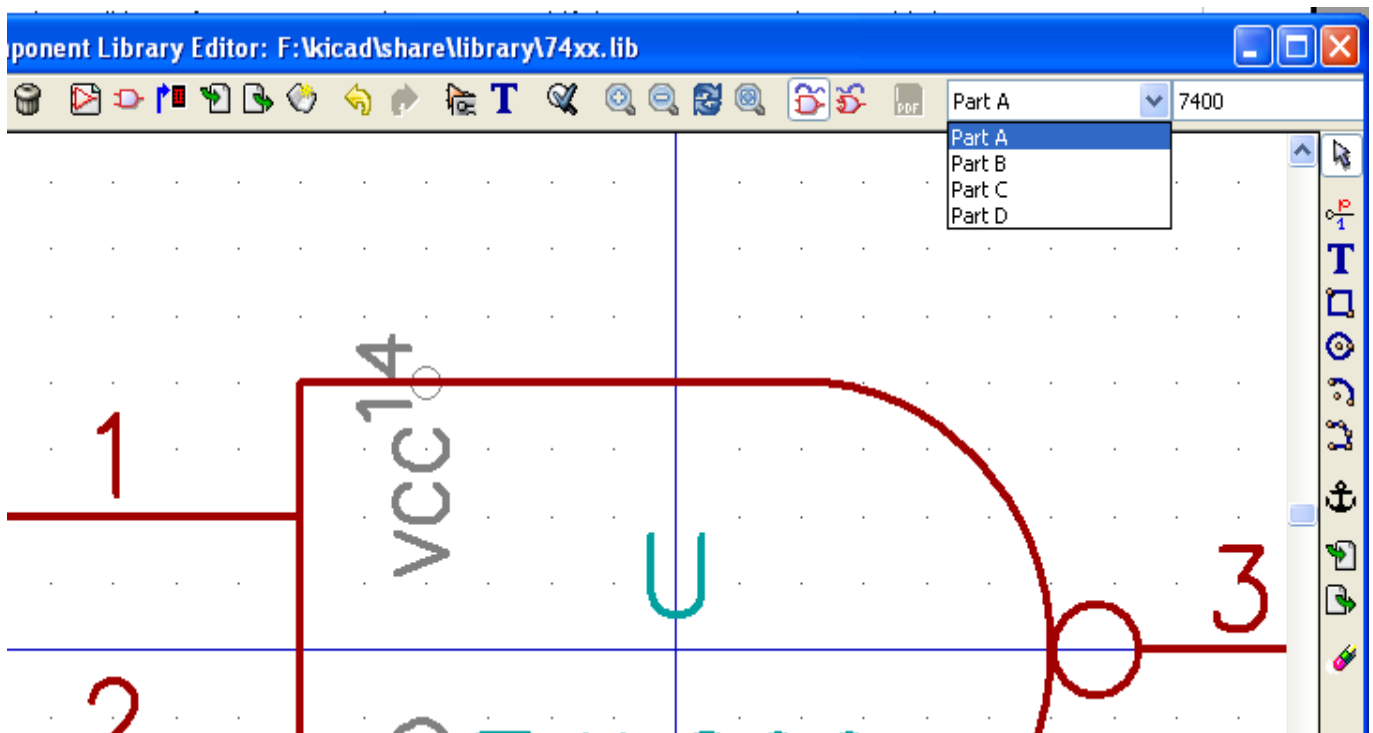 ponent Library Editor: F:\kicad\share\library\74xx.lib
T PDF Part A 7400
Part A
Part B
Part C
Part D
T
14
VCC
1
U
3
2